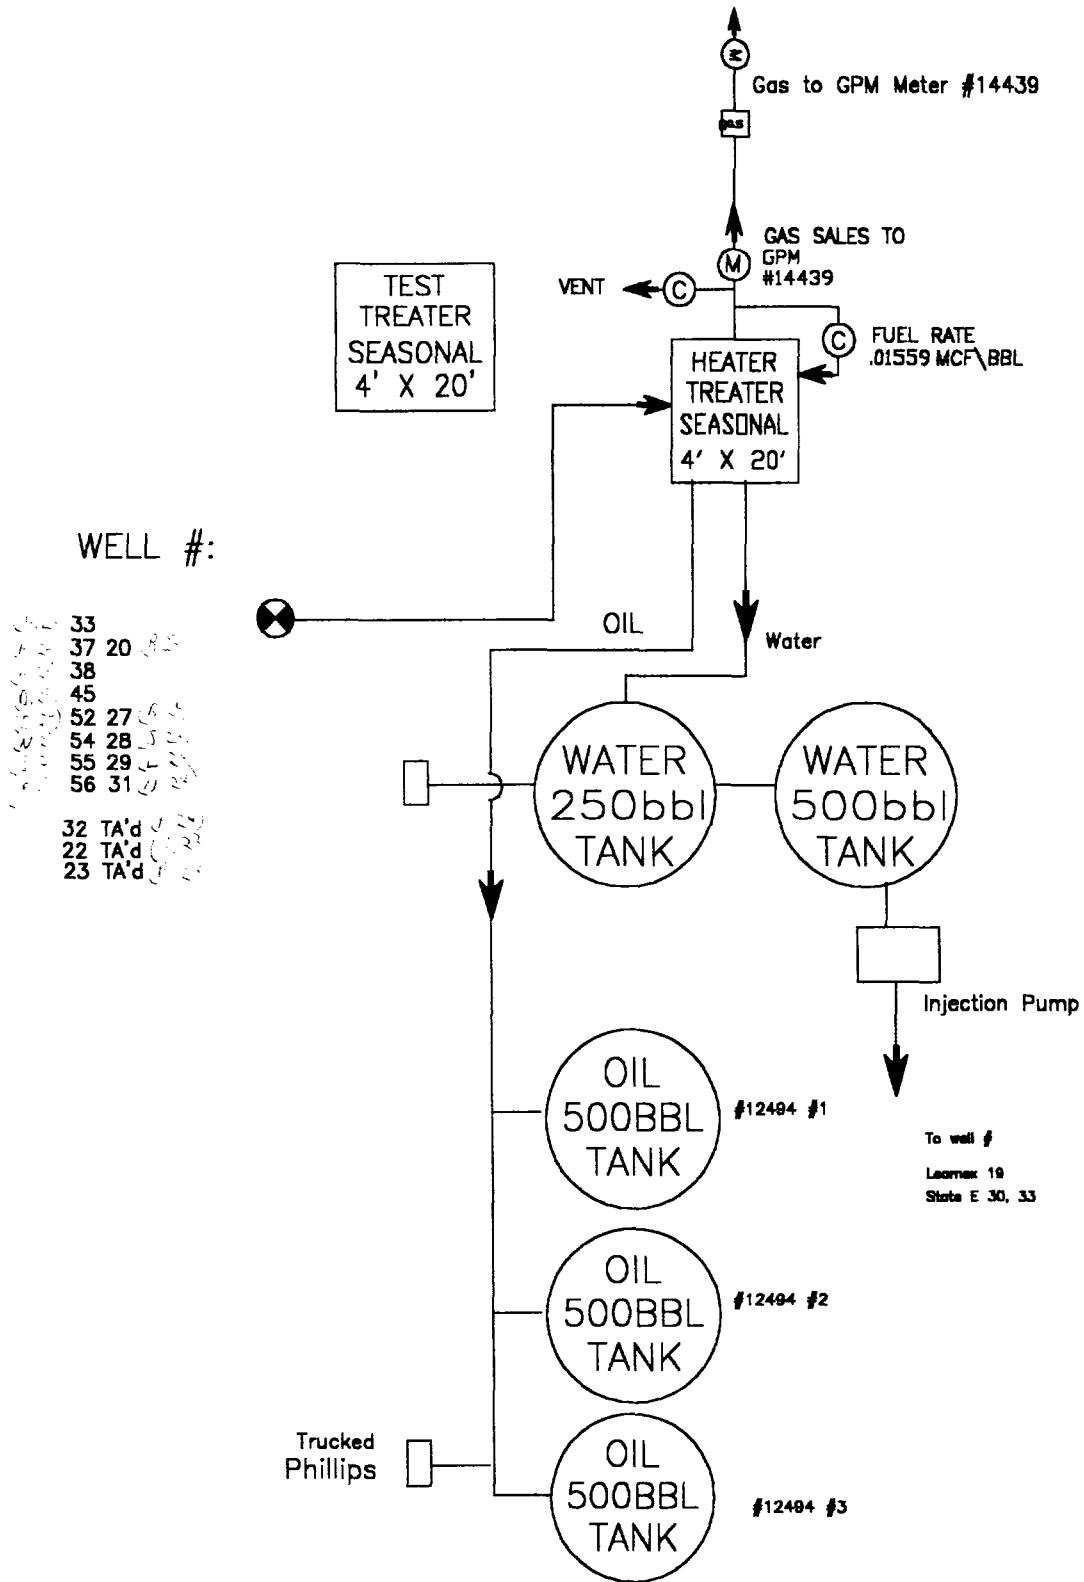 Gas to GPM Meter #14439
gas
GAS SALES TO
GPM
#14439
M
VENT
C
C
FUEL RATE
.01559 MCF\BBL
TEST
TREATER
SEASONAL
4' X 20'
HEATER
TREATER
SEASONAL
4' X 20'
WELL #:
33
37 20
38
45
52 27
54 28
55 29
56 31
32 TA'd
22 TA'd
23 TA'd
OIL
Water
WATER
250bbl
TANK
WATER
500bbl
TANK
Injection Pump
To well #
Leamex 19
State E 30, 33
OIL
500BBL
TANK
#12494 #1
OIL
500BBL
TANK
#12494 #2
Trucked
Phillips
OIL
500BBL
TANK
#12494 #3